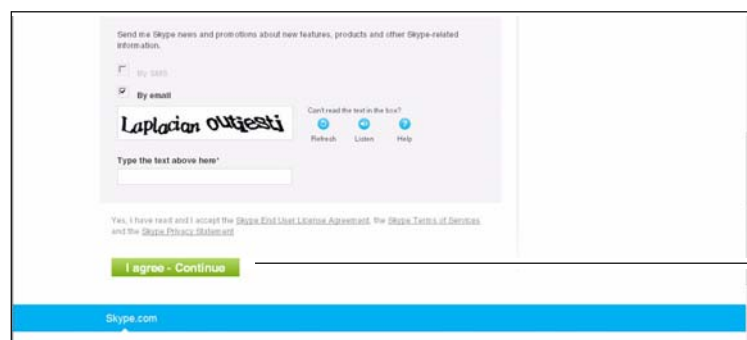 Send me Skype news and promotions about new features, products and other Skype-related
information.
By SMS
By email
Can't read the text in the box?
Laplacian outjesti
Refresh Listen Help
Type the text above here*
Yes, I have read and I accept the Skype End User License Agreement, the Skype Terms of Services
and the Skype Privacy Statement
I agree - Continue
Skype.com